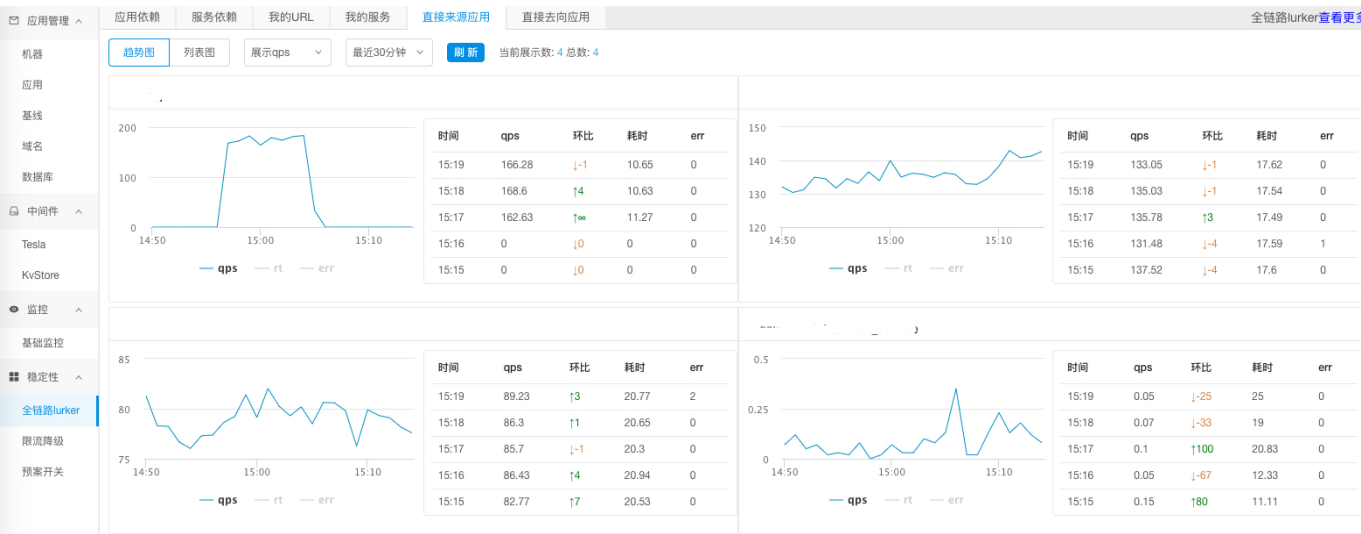 应用管理
机器
应用
基线
域名
数据库
中间件
Tesla
KvStore
监控
基础监控
稳定性
全链路lurker
限流降级
预案开关
应用依赖 服务依赖 我的URL 我的服务 直接来源应用 直接去向应用 全链路lurker查看更多
趋势图 列表图 展示qps 最近30分钟 刷 新 当前展示数: 4 总数: 4
200
100
0
14:50 15:00 15:10
qps rt err
时间 qps 环比 耗时 err
15:19 166.28 ↓-1 10.65 0
15:18 168.6 ↑4 10.63 0
15:17 162.63 ↑∞ 11.27 0
15:16 0 ↓0 0 0
15:15 0 ↓0 0 0
150
140
130
120
14:50 15:00 15:10
qps rt err
时间 qps 环比 耗时 err
15:19 133.05 ↓-1 17.62 0
15:18 135.03 ↓-1 17.54 0
15:17 135.78 ↑3 17.49 0
15:16 131.48 ↓-4 17.59 1
15:15 137.52 ↓-4 17.6 0
85
80
75
14:50 15:00 15:10
qps rt err
时间 qps 环比 耗时 err
15:19 89.23 ↑3 20.77 2
15:18 86.3 ↑1 20.65 0
15:17 85.7 ↓-1 20.3 0
15:16 86.43 ↑4 20.94 0
15:15 82.77 ↑7 20.53 0
0.5
0.25
0
14:50 15:00 15:10
qps rt err
时间 qps 环比 耗时 err
15:19 0.05 ↓-25 25 0
15:18 0.07 ↓-33 19 0
15:17 0.1 ↑100 20.83 0
15:16 0.05 ↓-67 12.33 0
15:15 0.15 ↑80 11.11 0